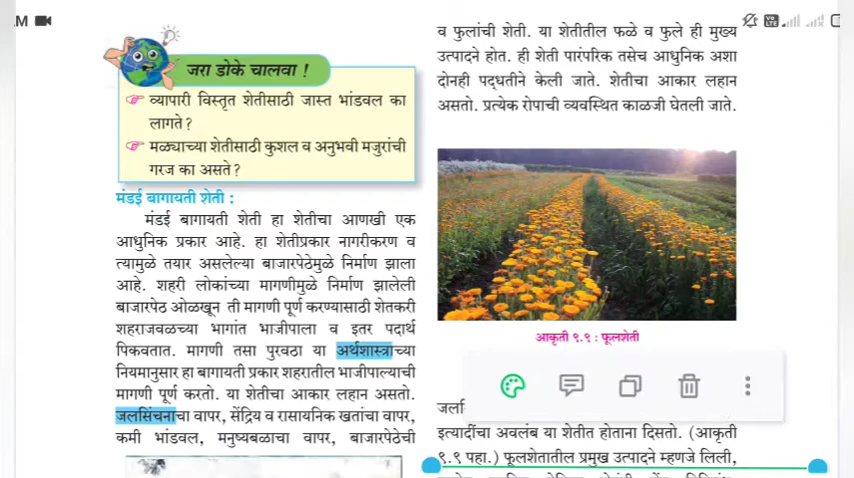 AM
जरा डोके चालवा !
व्यापारी विस्तृत शेतीसाठी जास्त भांडवल का
लागते ?
मळ्याच्या शेतीसाठी कुशल व अनुभवी मजुरांची
गरज का असते ?
मंडई बागायती शेती :
मंडई बागायती शेती हा शेतीचा आणखी एक
आधुनिक प्रकार आहे. हा शेतीप्रकार नागरीकरण व
त्यामुळे तयार असलेल्या बाजारपेठेमुळे निर्माण झाला
आहे. शहरी लोकांच्या मागणीमुळे निर्माण झालेली
बाजारपेठ ओळखून ती मागणी पूर्ण करण्यासाठी शेतकरी
शहराजवळच्या भागांत भाजीपाला व इतर पदार्थ
पिकवतात. मागणी तसा पुरवठा या अर्थशास्त्राच्या
नियमानुसार हा बागायती प्रकार शहरातील भाजीपाल्याची
मागणी पूर्ण करतो. या शेतीचा आकार लहान असतो.
जलसिंचनाचा वापर, सेंद्रिय व रासायनिक खतांचा वापर,
कमी भांडवल, मनुष्यबळाचा वापर, बाजारपेठेची
व फुलांची शेती. या शेतीतील फळे व फुले ही मुख्य
उत्पादने होत. ही शेती पारंपरिक तसेच आधुनिक अशा
दोनही पद्धतीने केली जाते. शेतीचा आकार लहान
असतो. प्रत्येक रोपाची व्यवस्थित काळजी घेतली जाते.
आकृती ९.९ : फूलशेती
इत्यादींचा अवलंब या शेतीत होताना दिसतो. (आकृती
९.९ पहा.) फूलशेतातील प्रमुख उत्पादने म्हणजे लिली,